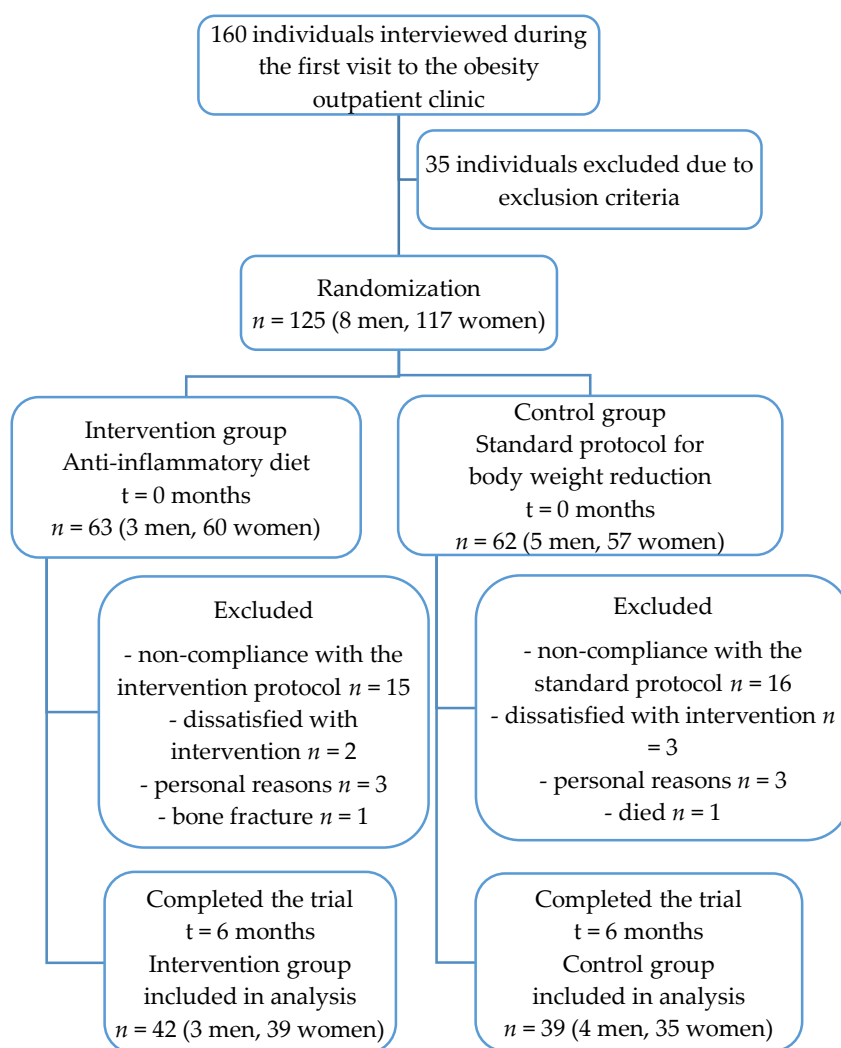 160 individuals interviewed during
the first visit to the obesity
outpatient clinic
35 individuals excluded due to
exclusion criteria
Randomization
n = 125 (8 men, 117 women)
Intervention group
Anti-inflammatory diet
t = 0 months
n = 63 (3 men, 60 women)
Control group
Standard protocol for
body weight reduction
t = 0 months
n = 62 (5 men, 57 women)
Excluded
- non-compliance with the
intervention protocol n = 15
- dissatisfied with
intervention n = 2
- personal reasons n = 3
- bone fracture n = 1
Excluded
- non-compliance with the
standard protocol n = 16
- dissatisfied with intervention n
= 3
- personal reasons n = 3
- died n = 1
Completed the trial
t = 6 months
Intervention group
included in analysis
n = 42 (3 men, 39 women)
Completed the trial
t = 6 months
Control group
included in analysis
n = 39 (4 men, 35 women)